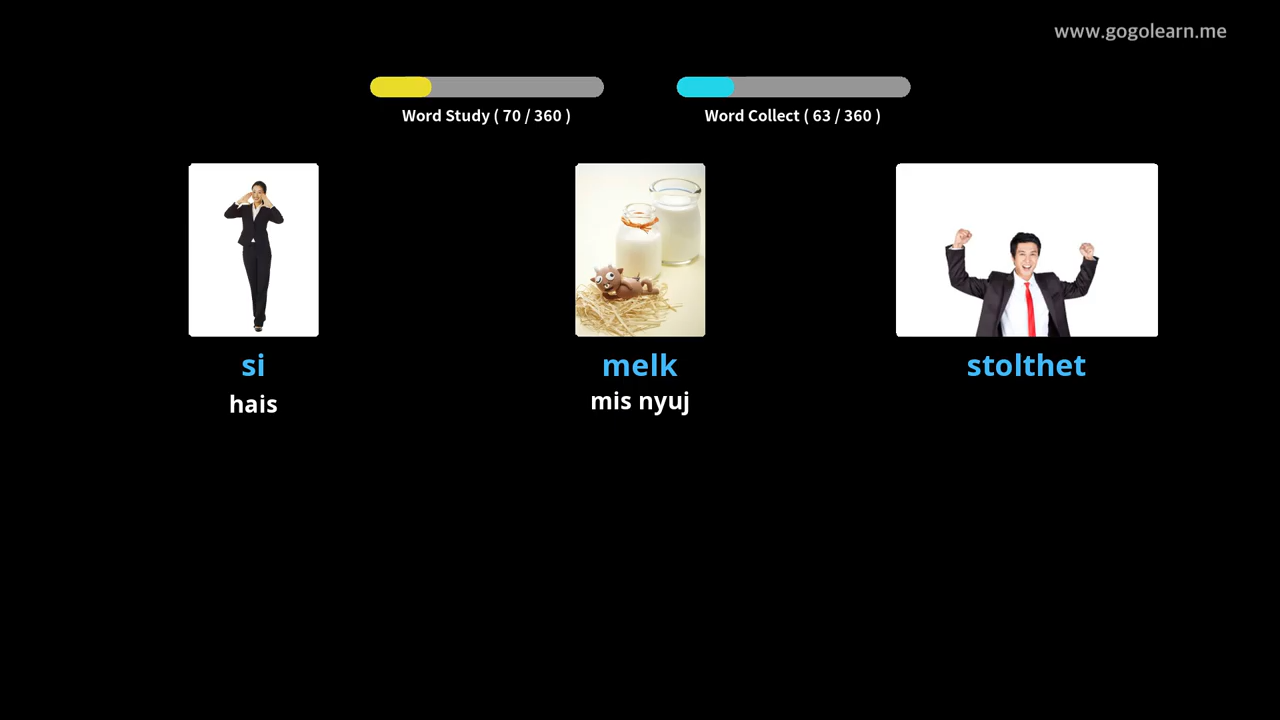 www.gogolearn.me
Word Study ( 70 / 360 )
Word Collect ( 63 / 360 )
si
hais
melk
mis nyuj
stolthet